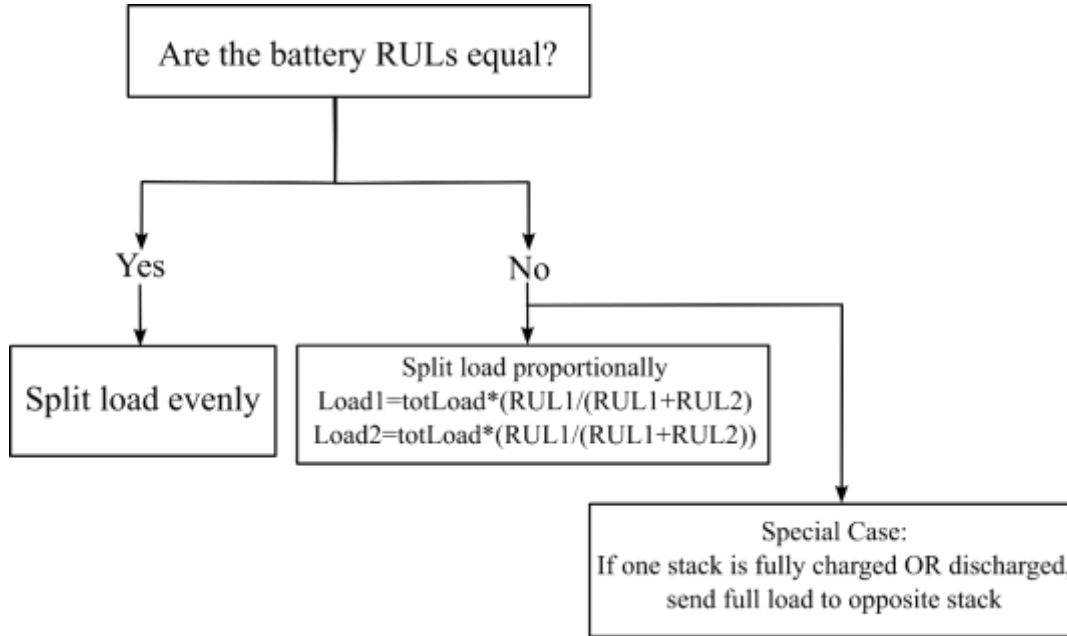 Are the battery RULs equal?
Yes
No
Split load evenly
Split load proportionally
Load1=totLoad*(RUL1/(RUL1+RUL2)
Load2=totLoad*(RUL1/(RUL1+RUL2))
Special Case:
If one stack is fully charged OR discharged,
send full load to opposite stack